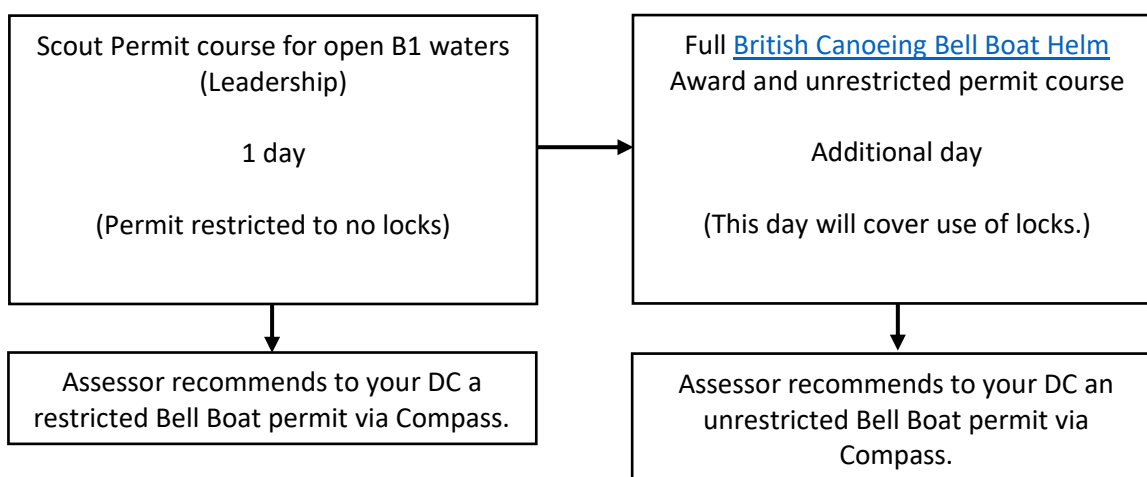 Scout Permit course for open B1 waters
(Leadership)
1 day
(Permit restricted to no locks)
Full British Canoeing Bell Boat Helm
Award and unrestricted permit course
Additional day
(This day will cover use of locks.)
Assessor recommends to your DC a
restricted Bell Boat permit via Compass.
Assessor recommends to your DC an
unrestricted Bell Boat permit via
Compass.